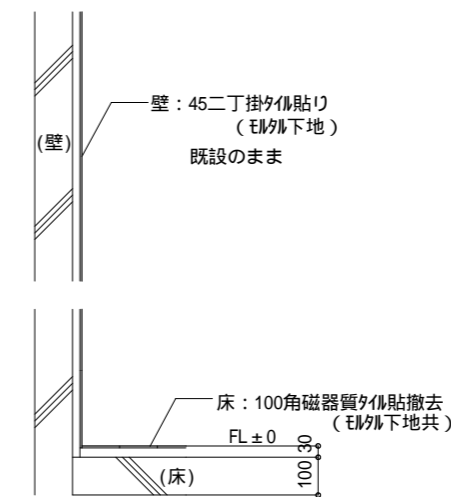 壁：45二丁掛ﾀｲﾙ貼り
（ﾓﾙﾀﾙ下地）
(壁)
既設のまま
床：100角磁器質ﾀｲﾙ貼撤去
（ﾓﾙﾀﾙ下地共）
FL±0
30
100
(床)